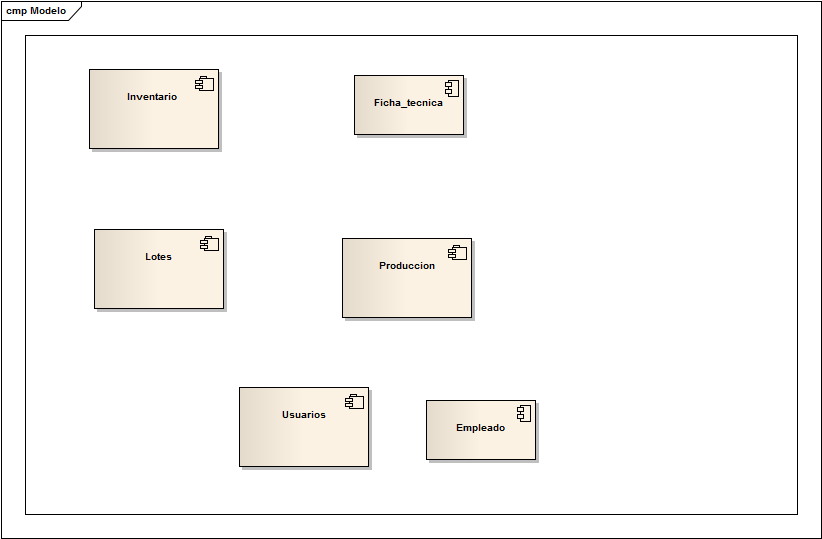 cmp Modelo
Inventario
Ficha_tecnica
Lotes
Produccion
Usuarios
Empleado